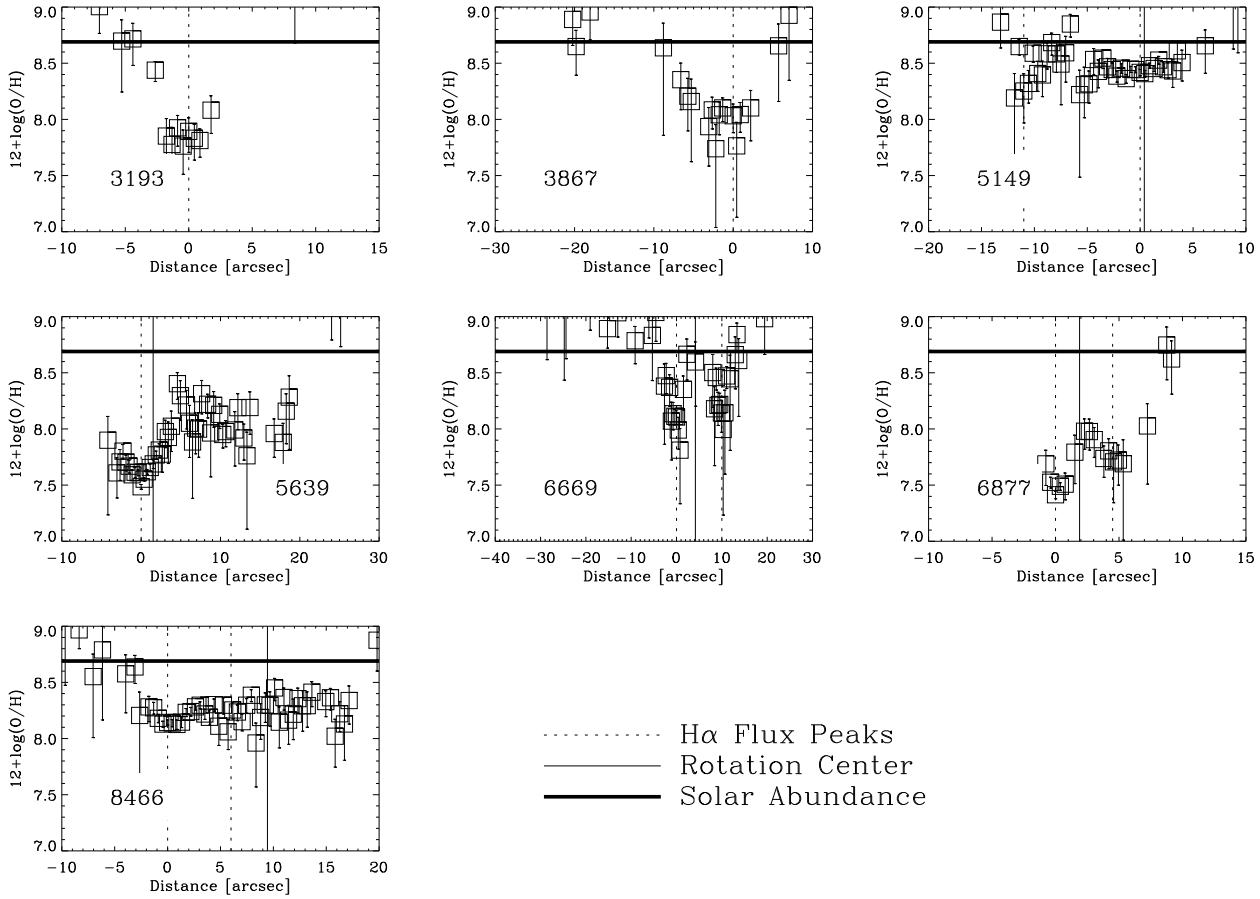 9.0 9.0 9.0
8.5 8.5 8.5
12+log(O/H) 12+log(O/H) 12+log(O/H)
8.0 8.0 8.0
7.5 3193 7.5 3867 7.5 5149
7.0 7.0 7.0
-10 -5 0 5 10 15 -30 -20 -10 0 10 -20 -15 -10 -5 0 5 10
Distance [arcsec] Distance [arcsec] Distance [arcsec]
9.0 9.0 9.0
8.5 8.5 8.5
12+log(O/H) 12+log(O/H) 12+log(O/H)
8.0 8.0 8.0
7.5 5639 7.5 6669 7.5 6877
7.0 7.0 7.0
-10 0 10 20 30 -40 -30 -20 -10 0 10 20 30 -10 -5 0 5 10 15
Distance [arcsec] Distance [arcsec] Distance [arcsec]
9.0
8.5
12+log(O/H)
8.0
7.5 8466
7.0
-10 -5 0 5 10 15 20
Distance [arcsec]
Hα Flux Peaks
Rotation Center
Solar Abundance